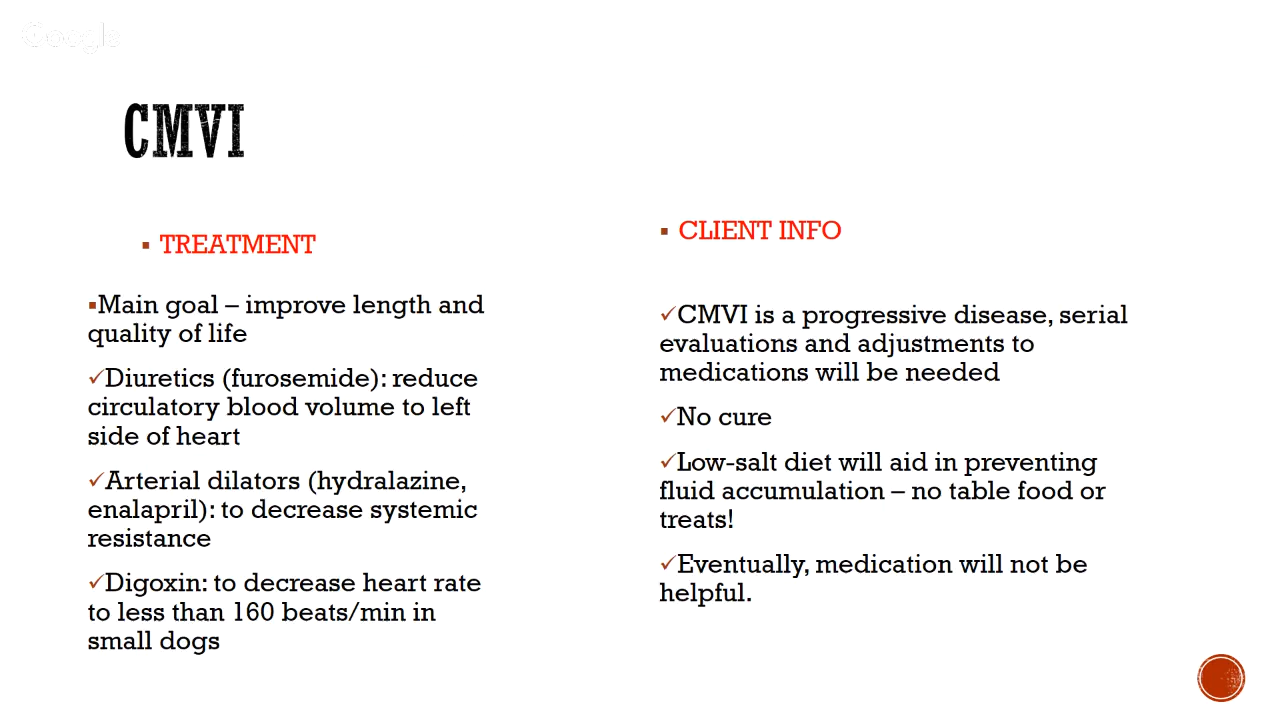 Google
CMVI
▪ TREATMENT
▪Main goal – improve length and
quality of life
✓Diuretics (furosemide): reduce
circulatory blood volume to left
side of heart
✓Arterial dilators (hydralazine,
enalapril): to decrease systemic
resistance
✓Digoxin: to decrease heart rate
to less than 160 beats/min in
small dogs
▪ CLIENT INFO
✓CMVI is a progressive disease, serial
evaluations and adjustments to
medications will be needed
✓No cure
✓Low-salt diet will aid in preventing
fluid accumulation – no table food or
treats!
✓Eventually, medication will not be
helpful.